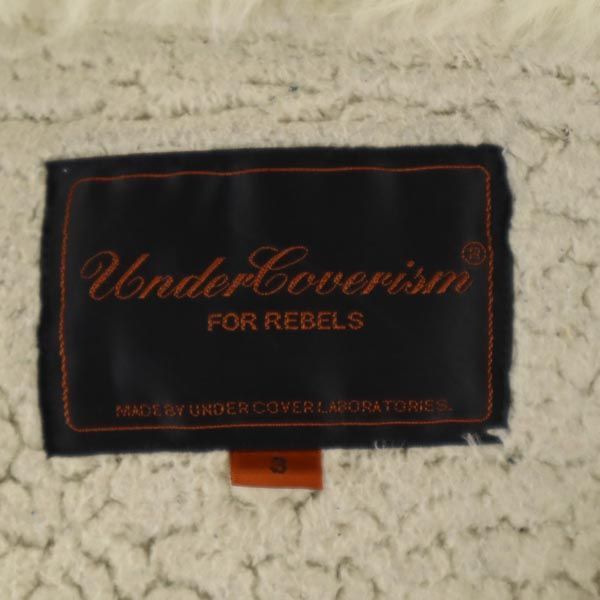 UnderCoverism®
FOR REBELS
MADE BY UNDER COVER LABORATORIES.
3